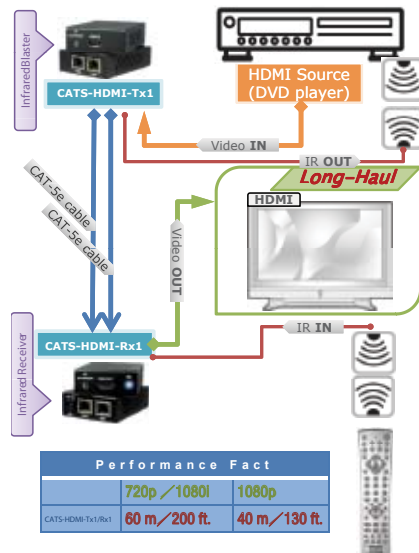 InfraredBlaster
CATS-HDMI-Tx1
HDMI Source
(DVD player)
Video IN
IR OUT
Long-Haul
HDMI
CAT-5e cable
CAT-5e cable
Video OUT
IR IN
CATS-HDMI-Rx1
Infrared Receiver
Performance Fact
720p ／1080I 1080p
CATS-HDMI-Tx1/Rx1 60 m／200 ft. 40 m／130 ft.